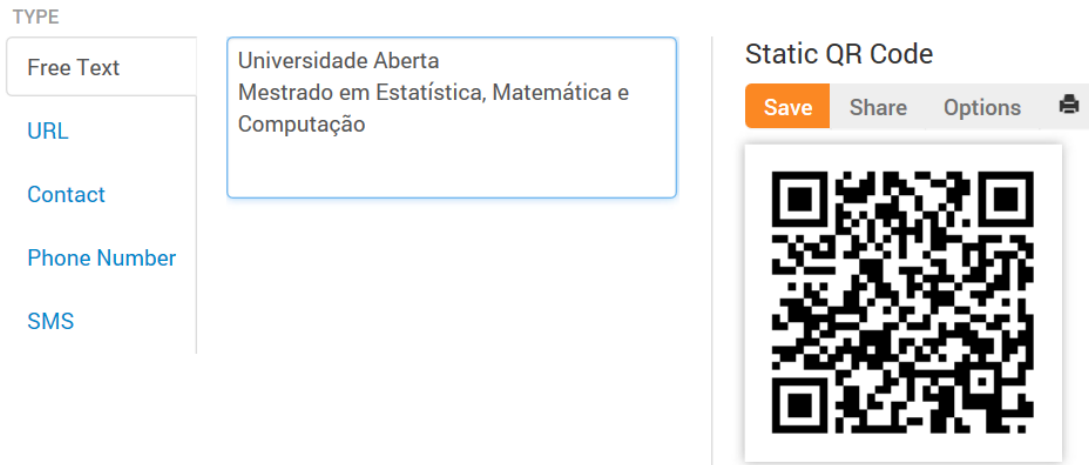 TYPE
Free Text
URL
Contact
Phone Number
SMS
Universidade Aberta
Mestrado em Estatística, Matemática e
Computação
Static QR Code
Save Share Options